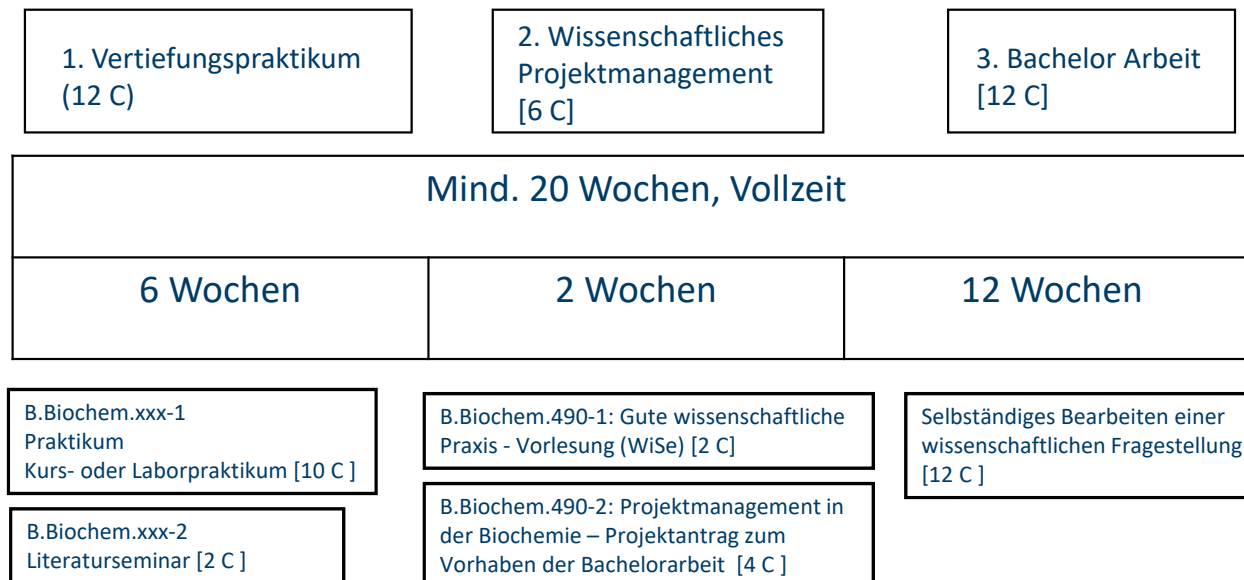 1. Vertiefungspraktikum
(12 C)
2. Wissenschaftliches
Projektmanagement
[6 C]
3. Bachelor Arbeit
[12 C]
Mind. 20 Wochen, Vollzeit
6 Wochen
2 Wochen
12 Wochen
B.Biochem.xxx-1
Praktikum
Kurs- oder Laborpraktikum [10 C ]
B.Biochem.xxx-2
Literaturseminar [2 C ]
B.Biochem.490-1: Gute wissenschaftliche
Praxis - Vorlesung (WiSe) [2 C]
B.Biochem.490-2: Projektmanagement in
der Biochemie – Projektantrag zum
Vorhaben der Bachelorarbeit  [4 C ]
Selbständiges Bearbeiten einer
wissenschaftlichen Fragestellung
[12 C ]